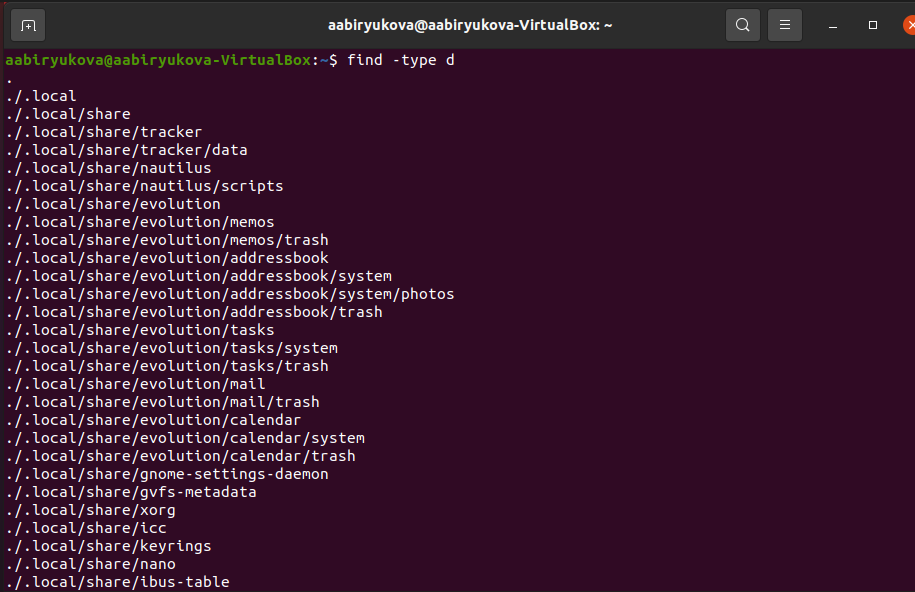 aabiryukova@aabiryukova-VirtualBox: ~
aabiryukova@aabiryukova-VirtualBox:~$ find -type d
.
./.local
./.local/share
./.local/share/tracker
./.local/share/tracker/data
./.local/share/nautilus
./.local/share/nautilus/scripts
./.local/share/evolution
./.local/share/evolution/memos
./.local/share/evolution/memos/trash
./.local/share/evolution/addressbook
./.local/share/evolution/addressbook/system
./.local/share/evolution/addressbook/system/photos
./.local/share/evolution/addressbook/trash
./.local/share/evolution/tasks
./.local/share/evolution/tasks/system
./.local/share/evolution/tasks/trash
./.local/share/evolution/mail
./.local/share/evolution/mail/trash
./.local/share/evolution/calendar
./.local/share/evolution/calendar/system
./.local/share/evolution/calendar/trash
./.local/share/gnome-settings-daemon
./.local/share/gvfs-metadata
./.local/share/xorg
./.local/share/icc
./.local/share/keyrings
./.local/share/nano
./.local/share/ibus-table